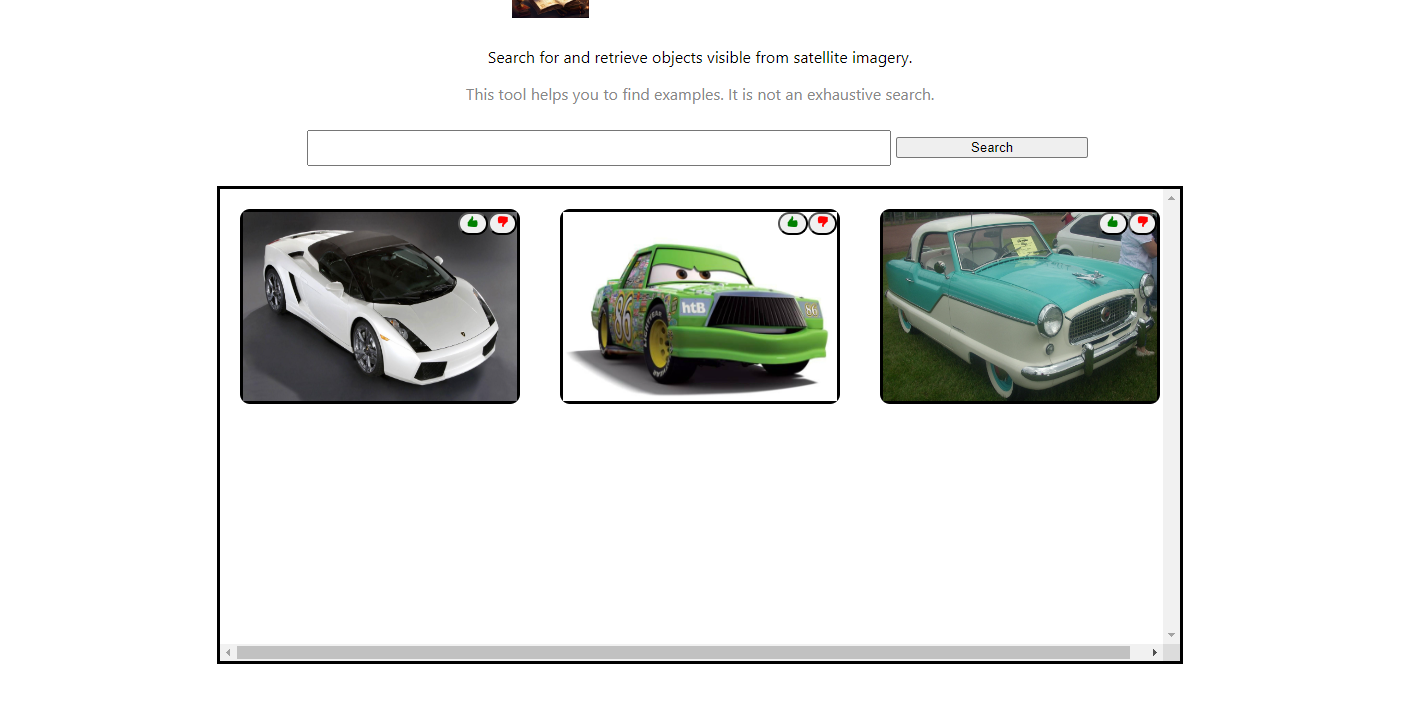 Search for and retrieve objects visible from satellite imagery.
This tool helps you to find examples. It is not an exhaustive search.
Search
86
htB
86